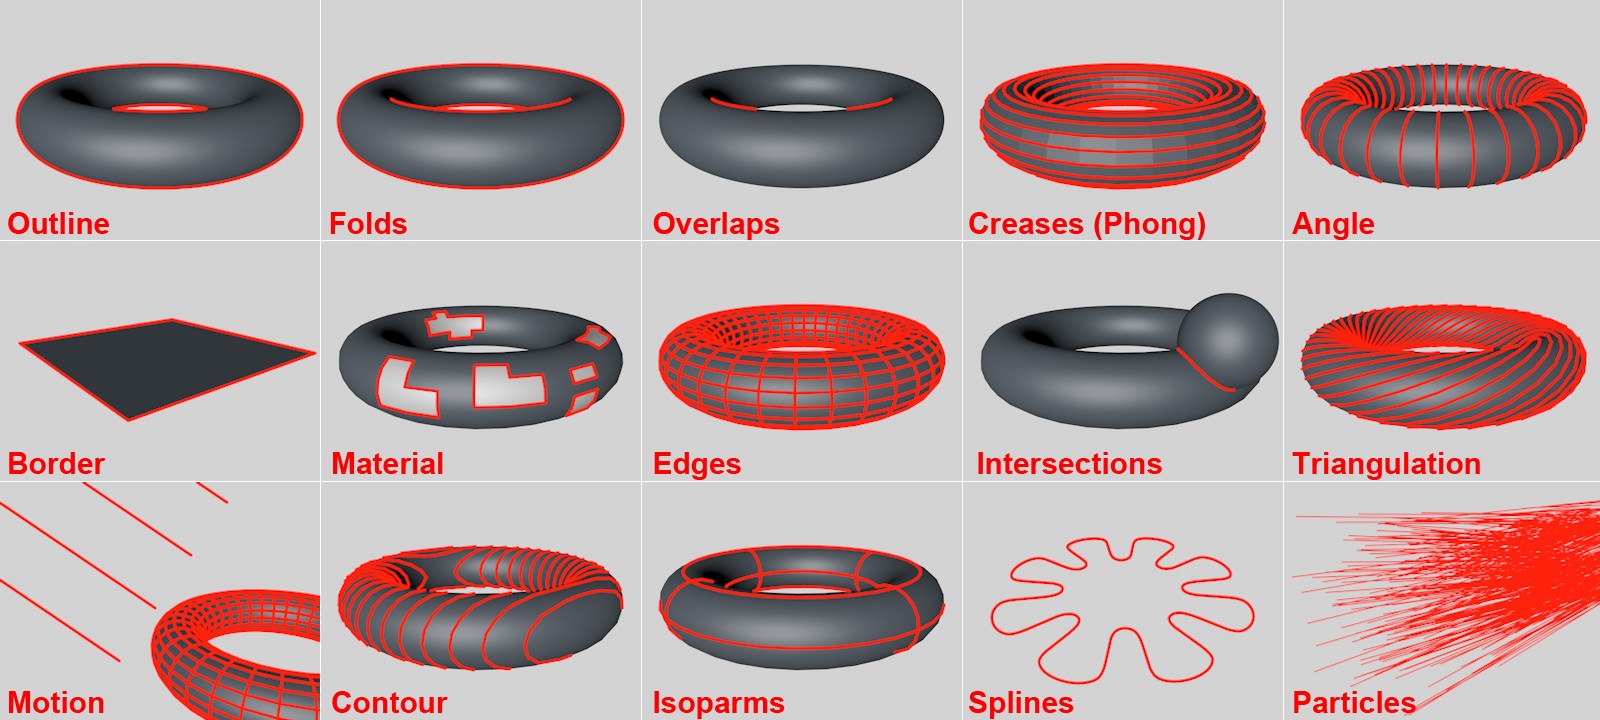 Outline
Folds
Overlaps
Creases (Phong)
Angle
Border
Material
Edges
Intersections
Triangulation
Motion
Contour
Isoparms
Splines
Particles